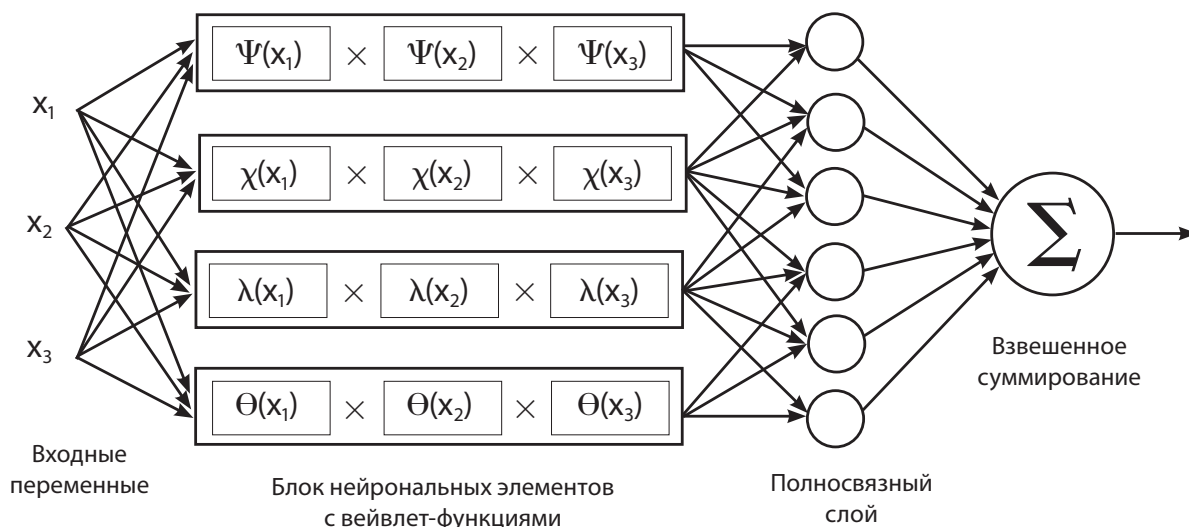 Ψ(x₁) × Ψ(x₂) × Ψ(x₃)
x₁
χ(x₁) × χ(x₂) × χ(x₃)
x₂
Σ
λ(x₁) × λ(x₂) × λ(x₃)
x₃
Взвешенное
суммирование
Θ(x₁) × Θ(x₂) × Θ(x₃)
Входные
переменные
Блок нейрональных элементов
с вейвлет-функциями
Полносвязный
слой